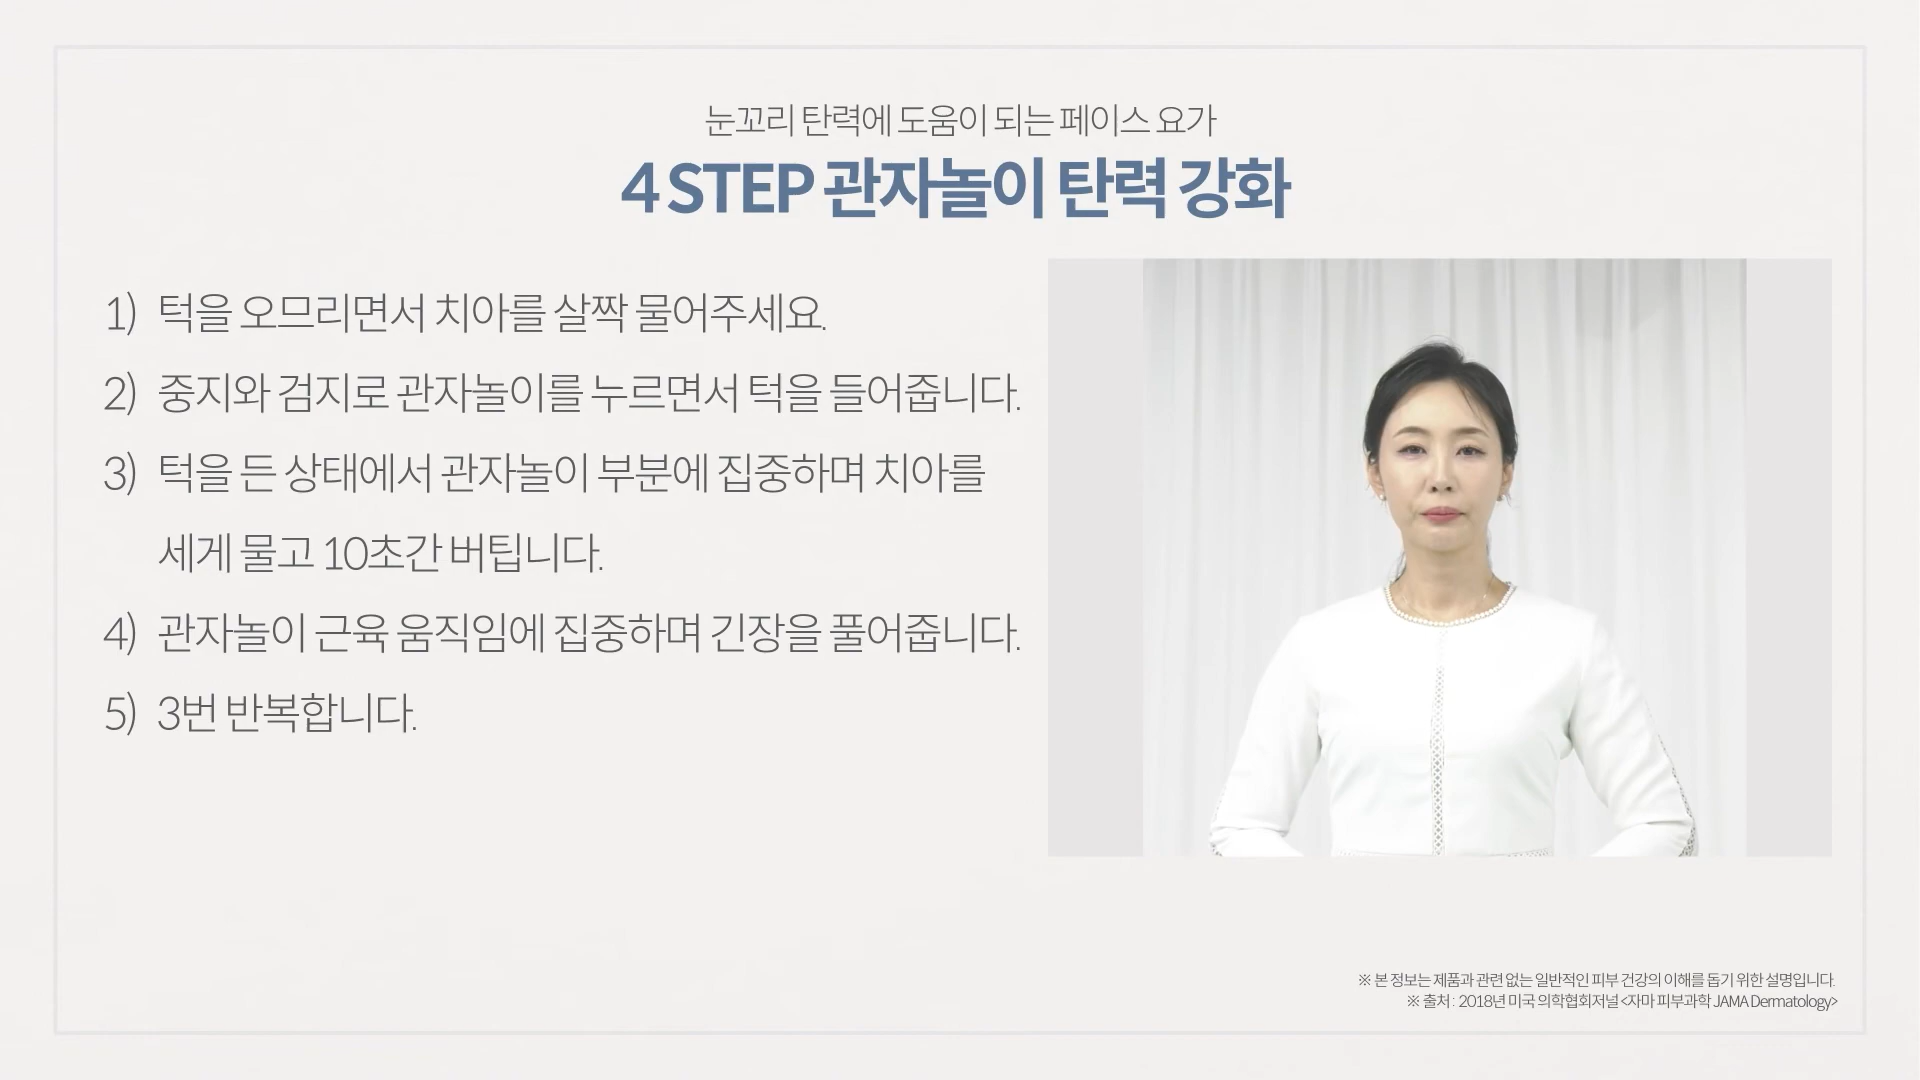 눈꼬리 탄력에 도움이 되는 페이스 요가
4 STEP 관자놀이 탄력 강화
1) 턱을 오므리면서 치아를 살짝 물어주세요.
2) 중지와 검지로 관자놀이를 누르면서 턱을 들어줍니다.
3) 턱을 든 상태에서 관자놀이 부분에 집중하며 치아를
세게 물고 10초간 버팁니다.
4) 관자놀이 근육 움직임에 집중하며 긴장을 풀어줍니다.
5) 3번 반복합니다.
※ 본 정보는 제품과 관련 없는 일반적인 피부 건강의 이해를 돕기 위한 설명입니다.
※ 출처 : 2018년 미국 의학협회저널 <자마 피부과학 JAMA Dermatology>